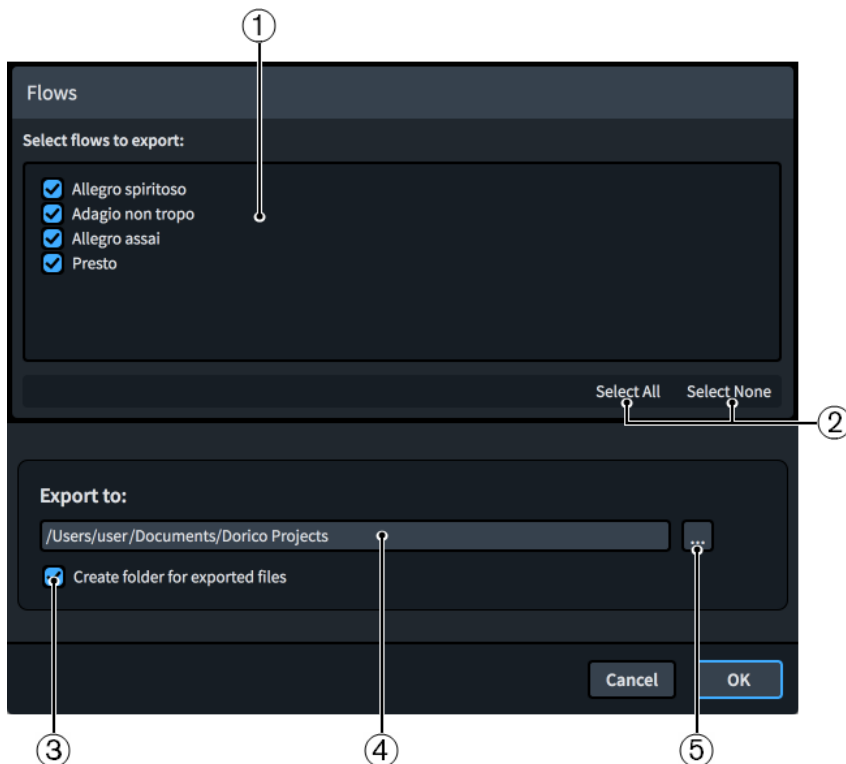 ①
Flows
Select flows to export:
Allegro spiritoso
Adagio non tropo
Allegro assai
Presto
Select All Select None
②
Export to:
/Users/user/Documents/Dorico Projects ...
Create folder for exported files
Cancel OK
③ ④ ⑤